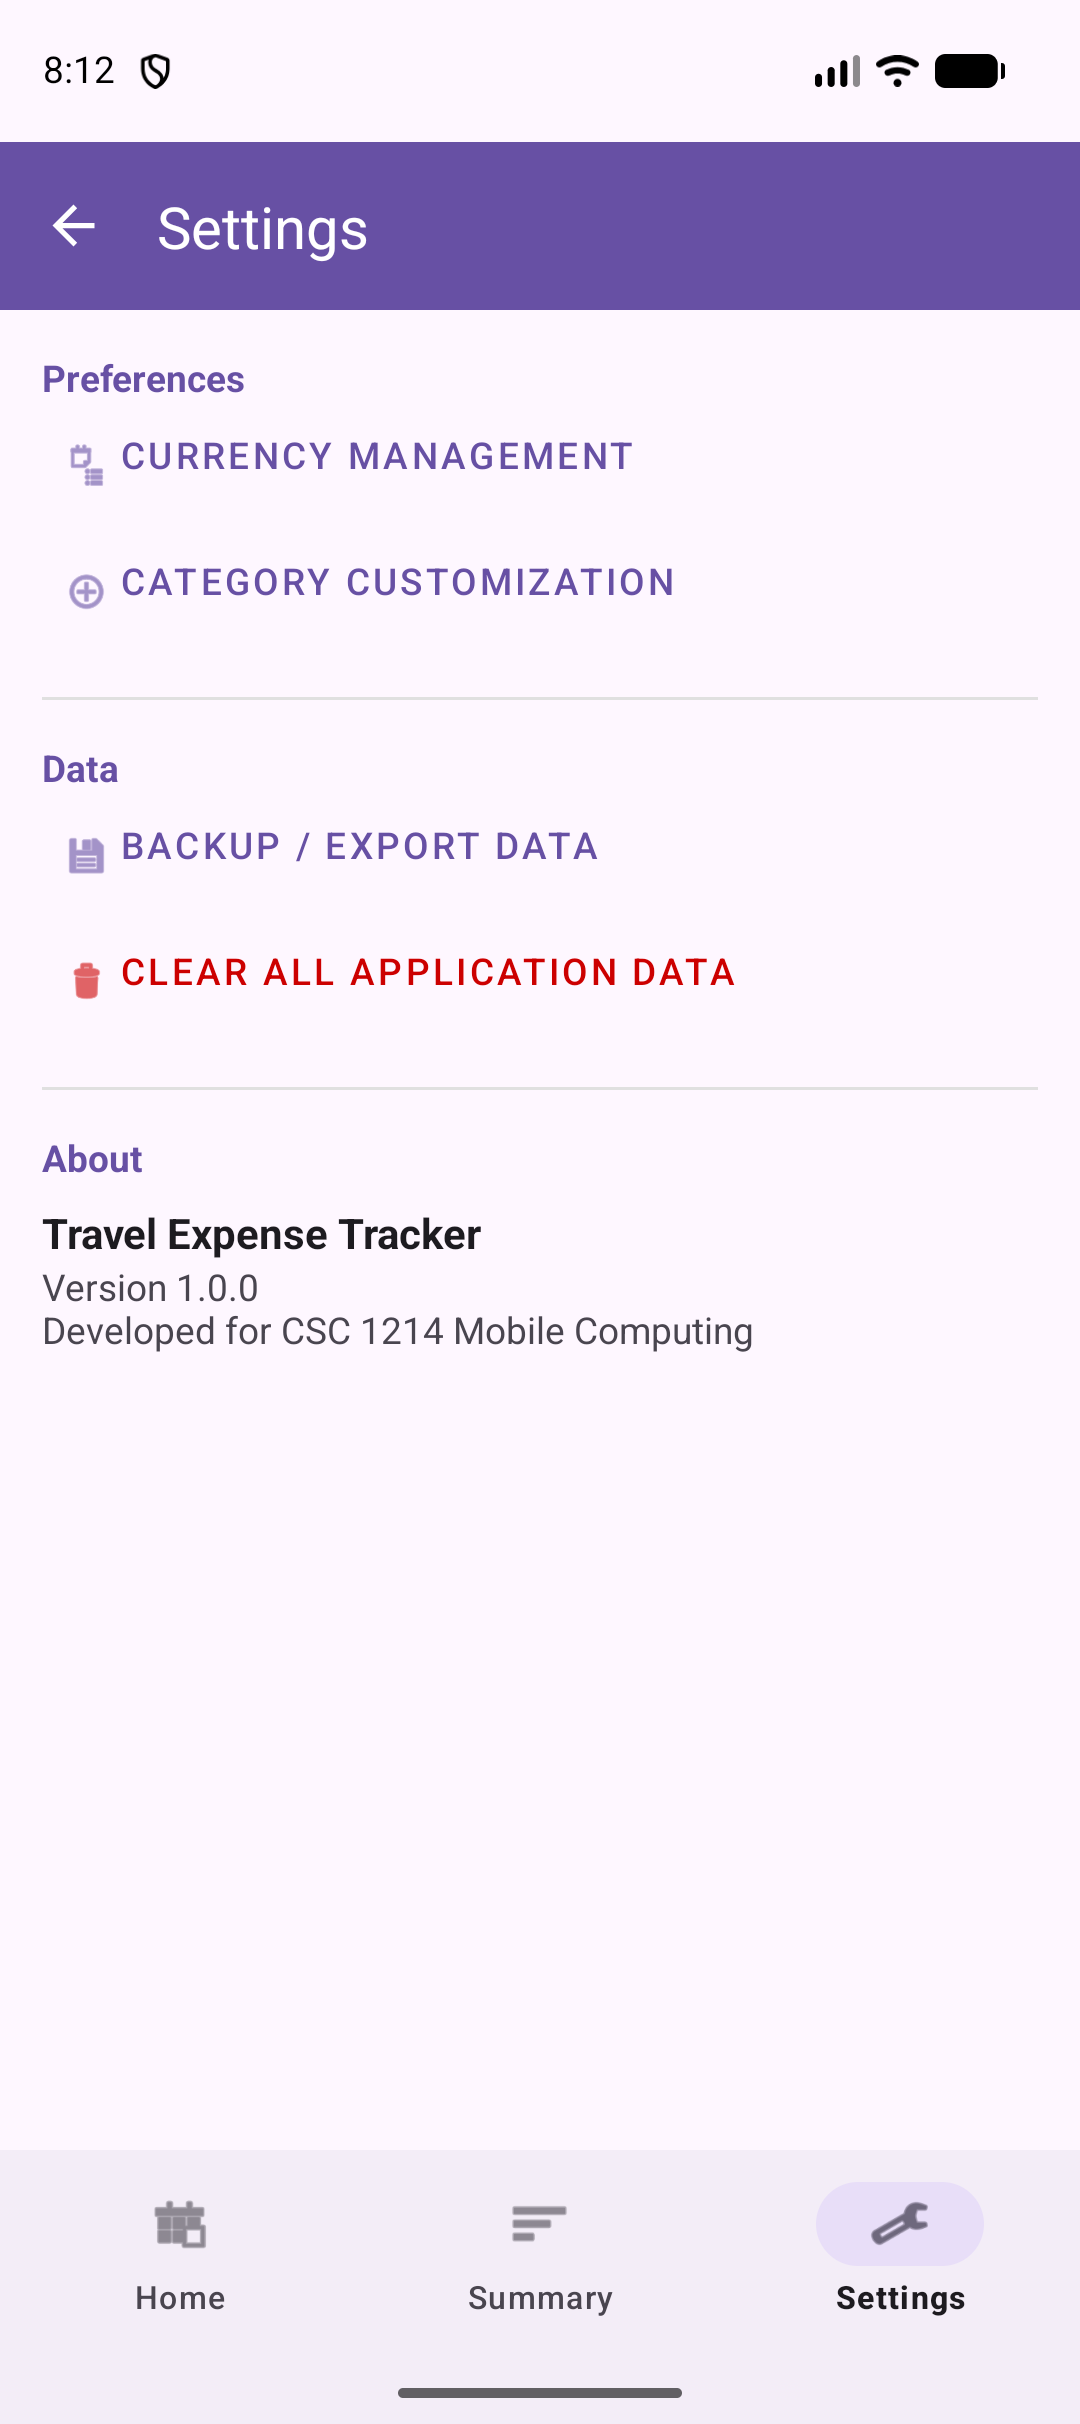 8:12
Settings
Preferences
CURRENCY MANAGEMENT
CATEGORY CUSTOMIZATION
Data
BACKUP / EXPORT DATA
CLEAR ALL APPLICATION DATA
About
Travel Expense Tracker
Version 1.0.0
Developed for CSC 1214 Mobile Computing
Home
Summary
Settings